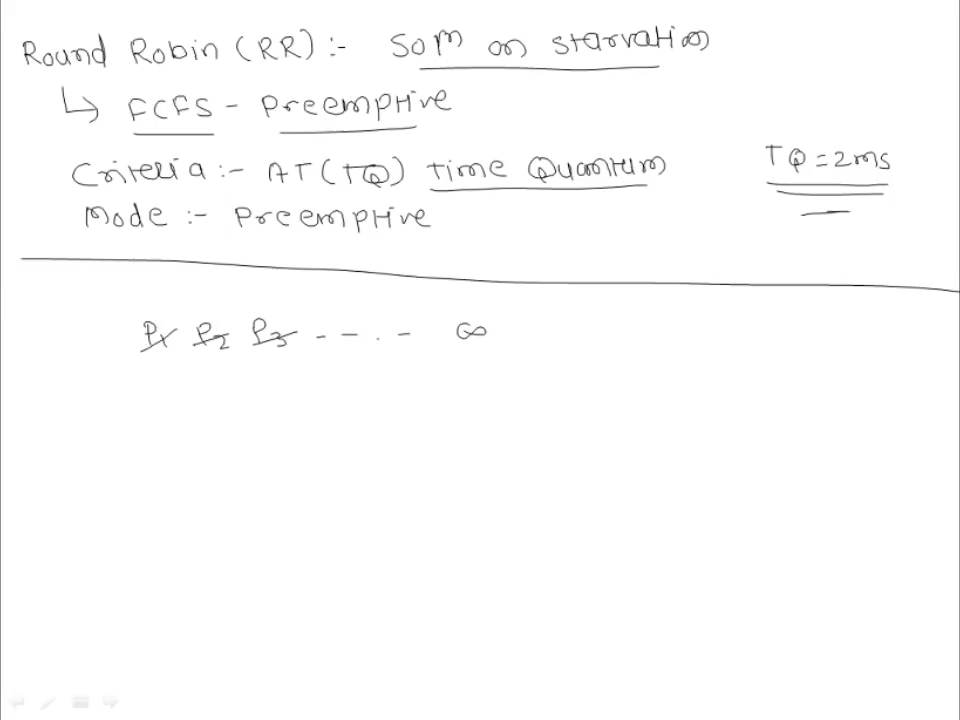 Round Robin (RR) :- Som on starvation
↳ FCFS - Preemptive
Criteria :- AT (TQ) Time Quantum
TQ = 2ms
Mode :- Preemptive
P1 P2 P3 - - . - ∞